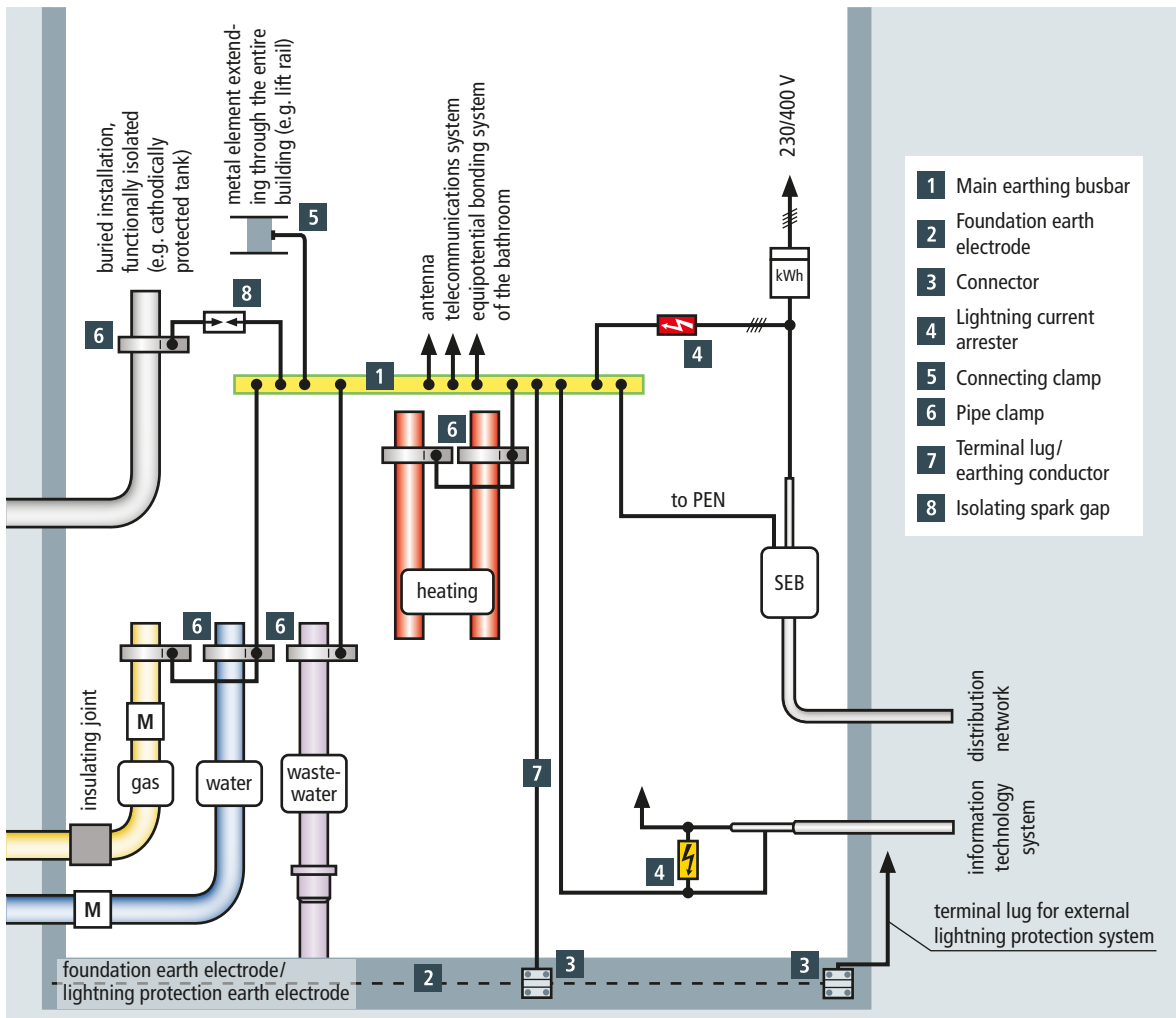 buried installation,
functionally isolated
(e.g. cathodically
protected tank)
metal element extend-
ing through the entire
building (e.g. lift rail)
5
8
6
antenna
telecommunications system
equipotential bonding system
of the bathroom
230/400 V
kWh
4
1
6
heating
to PEN
SEB
1 Main earthing busbar
2 Foundation earth
electrode
3 Connector
4 Lightning current
arrester
5 Connecting clamp
6 Pipe clamp
7 Terminal lug/
earthing conductor
8 Isolating spark gap
6
6
insulating joint
M
gas
water
waste-
water
M
7
4
distribution
network
information
technology
system
terminal lug for external
lightning protection system
foundation earth electrode/
lightning protection earth electrode
2
3
3